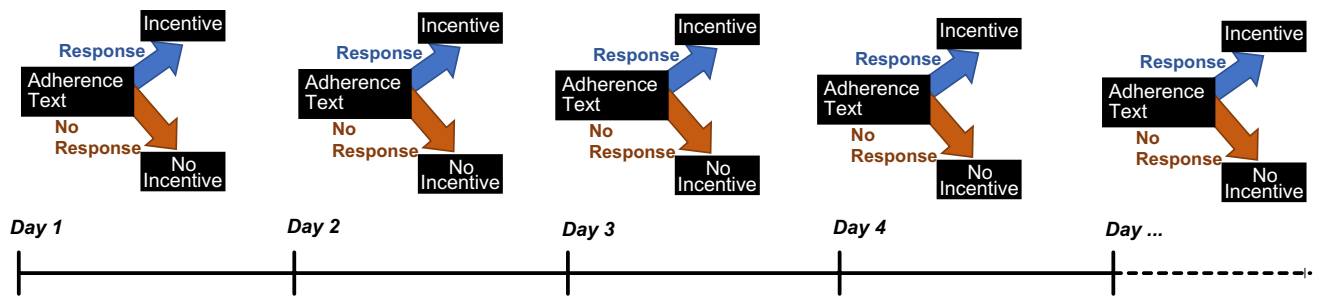 Incentive
Response
Adherence
Text
No
Response
No
Incentive
Incentive
Response
Adherence
Text
No
Response
No
Incentive
Incentive
Response
Adherence
Text
No
Response
No
Incentive
Incentive
Response
Adherence
Text
No
Response
No
Incentive
Incentive
Response
Adherence
Text
No
Response
No
Incentive
Day 1
Day 2
Day 3
Day 4
Day ...